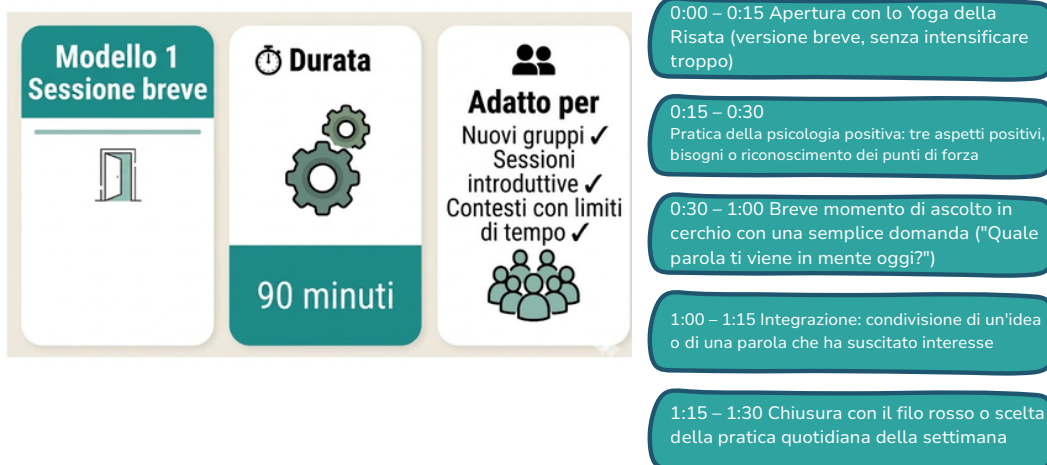 Modello 1
Sessione breve
Durata
90 minuti
Adatto per
Nuovi gruppi ✓
Sessioni
introduttive ✓
Contesti con limiti
di tempo ✓
0:00 – 0:15 Apertura con lo Yoga della
Risata (versione breve, senza intensificare
troppo)
0:15 – 0:30
Pratica della psicologia positiva: tre aspetti positivi,
bisogni o riconoscimento dei punti di forza
0:30 – 1:00 Breve momento di ascolto in
cerchio con una semplice domanda ("Quale
parola ti viene in mente oggi?")
1:00 – 1:15 Integrazione: condivisione di un'idea
o di una parola che ha suscitato interesse
1:15 – 1:30 Chiusura con il filo rosso o scelta
della pratica quotidiana della settimana